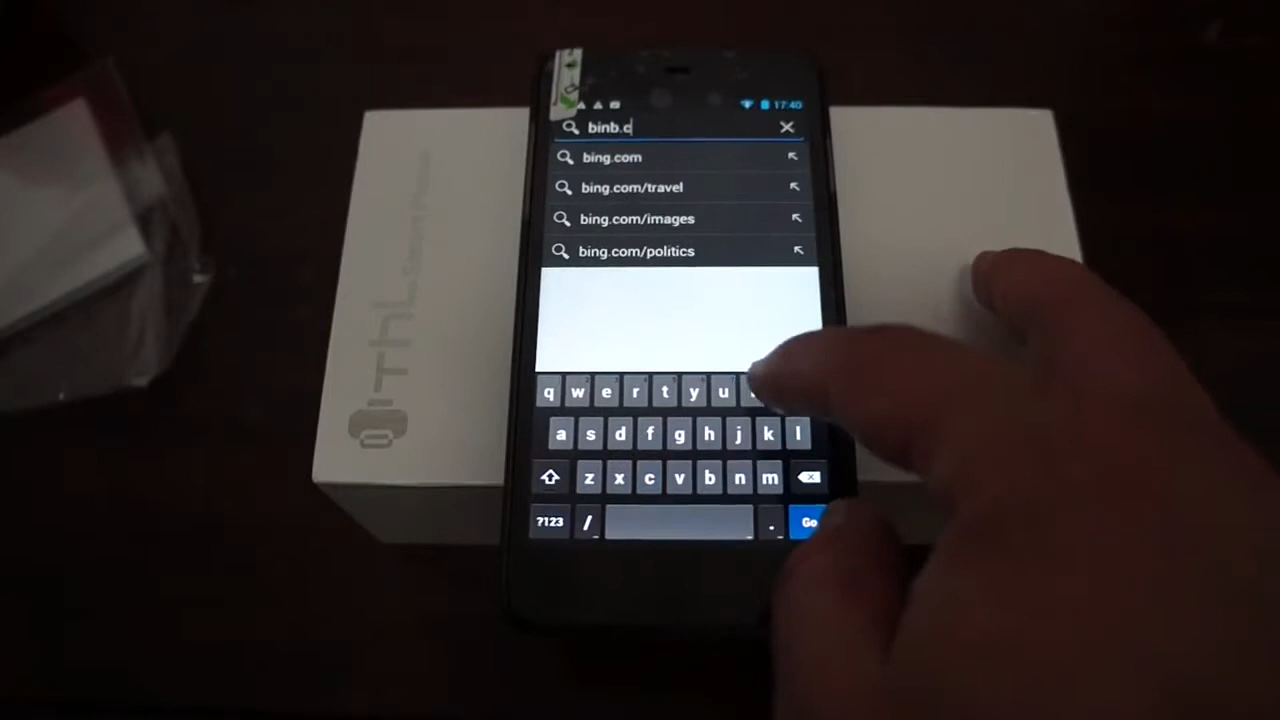 17:40
binb.c
bing.com
bing.com/travel
bing.com/images
bing.com/politics
q w e r t y u
a s d f g h j k l
z x c v b n m
?123 / . Go
THL